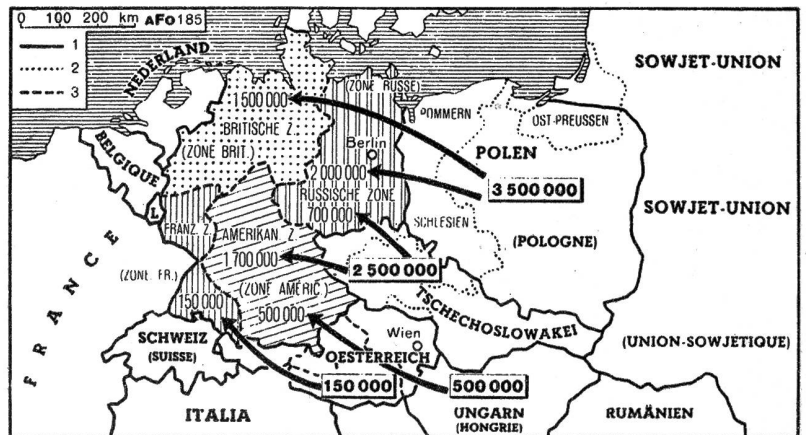 0 100 200 km AFO 185
1
2
3
NEDERLAND
BELGIQUE
L
FRANCE
(ZONE RUSSE)
1 500 000
BRITISCHE Z.
(ZONE BRIT.)
Berlin
2 000 000
RUSSISCHE ZONE
700 000
FRANZ. Z.
AMERIKAN Z.
1 700 000
(ZONE FR.)
(ZONE AMERIC.)
150 000
500 000
POMMERN
OST-PREUSSEN
POLEN
3 500 000
SCHLESIEN
(POLOGNE)
2 500 000
TSCHECHOSLOWAKEI
SOWJET-UNION
SOWJET-UNION
(UNION-SOWJÉTIQUE)
SCHWEIZ
(SUISSE)
Wien
OESTERREICH
150 000
500 000
ITALIA
UNGARN
(HONGRIE)
RUMÄNIEN